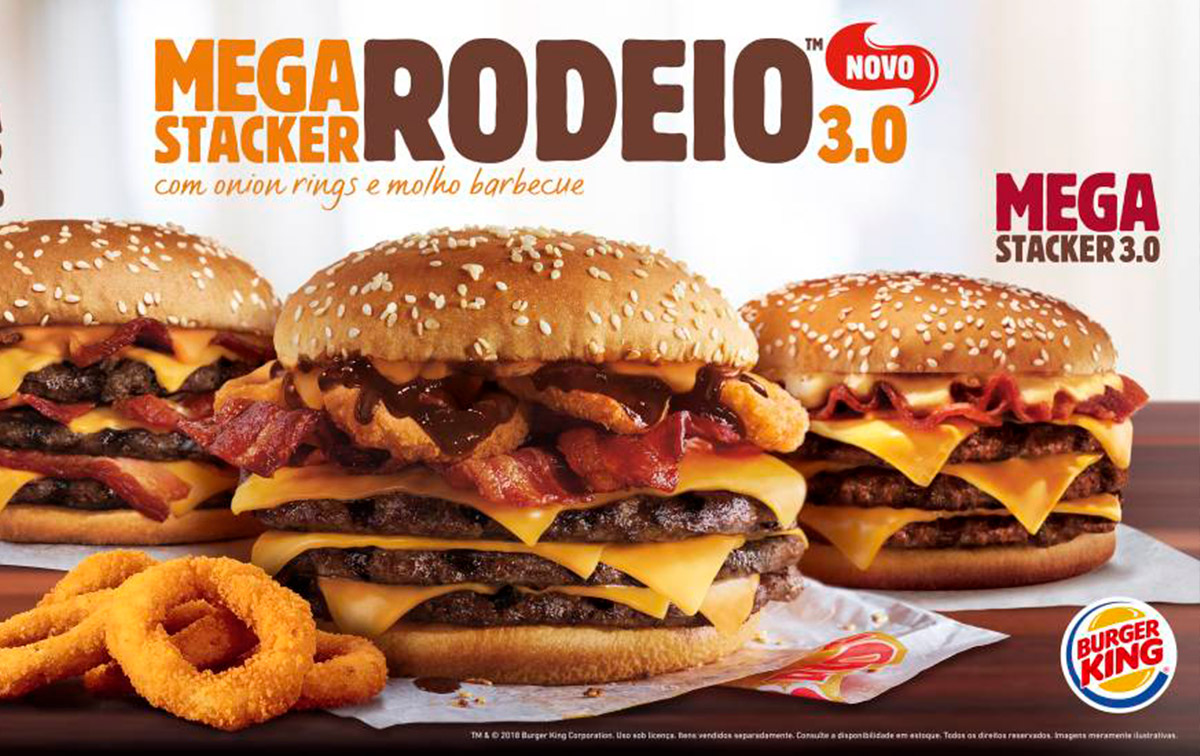 MEGA
STACKER
RODEIO™
NOVO
3.0
com onion rings e molho barbecue
MEGA
STACKER 3.0
BURGER
KING®
TM & © 2018 Burger King Corporation. Uso sob licença. Itens vendidos separadamente. Consulte a disponibilidade em estoque. Todos os direitos reservados. Imagens meramente ilustrativas.